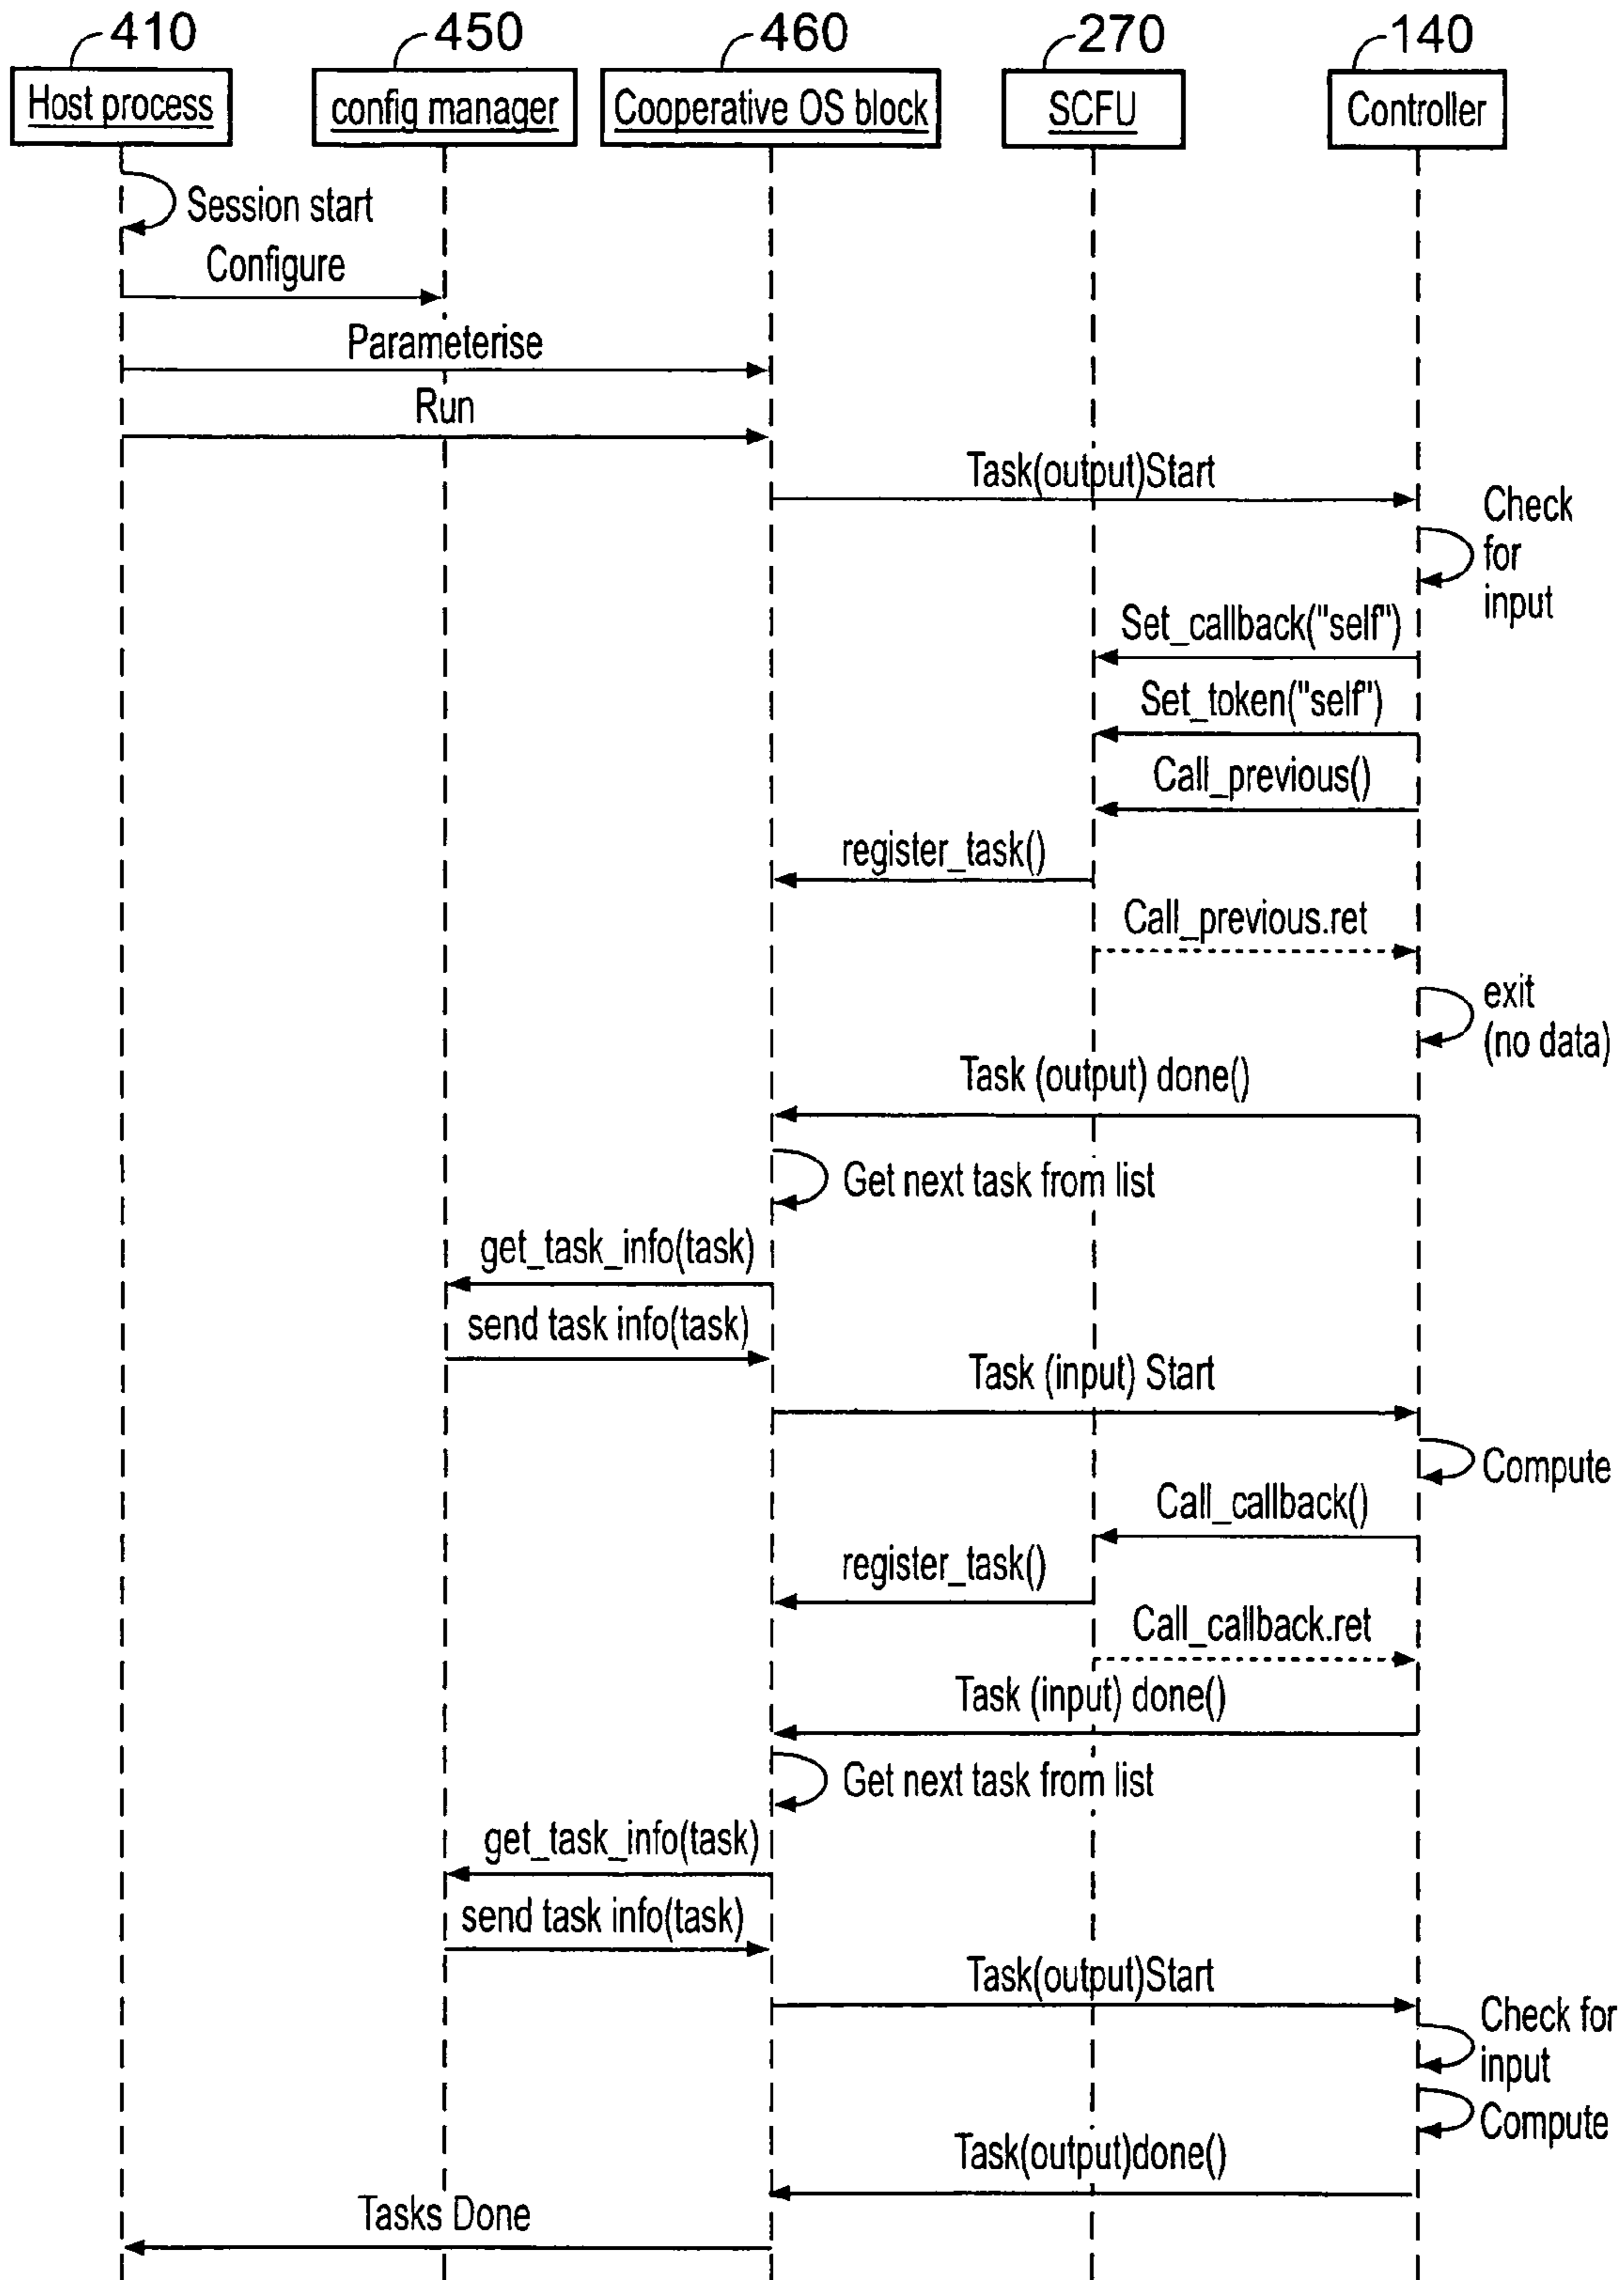 410
450
460
270
140
Host process
config manager
Cooperative OS block
SCFU
Controller
Session start
Configure
Parameterise
Run
Task(output)Start
Check
for
input
Set_callback("self")
Set_token("self")
Call_previous()
register_task()
Call_previous.ret
exit
(no data)
Task (output) done()
Get next task from list
get_task_info(task)
send task info(task)
Task (input) Start
Compute
Call_callback()
register_task()
Call_callback.ret
Task (input) done()
Get next task from list
get_task_info(task)
send task info(task)
Task(output)Start
Check for
input
Compute
Task(output)done()
Tasks Done